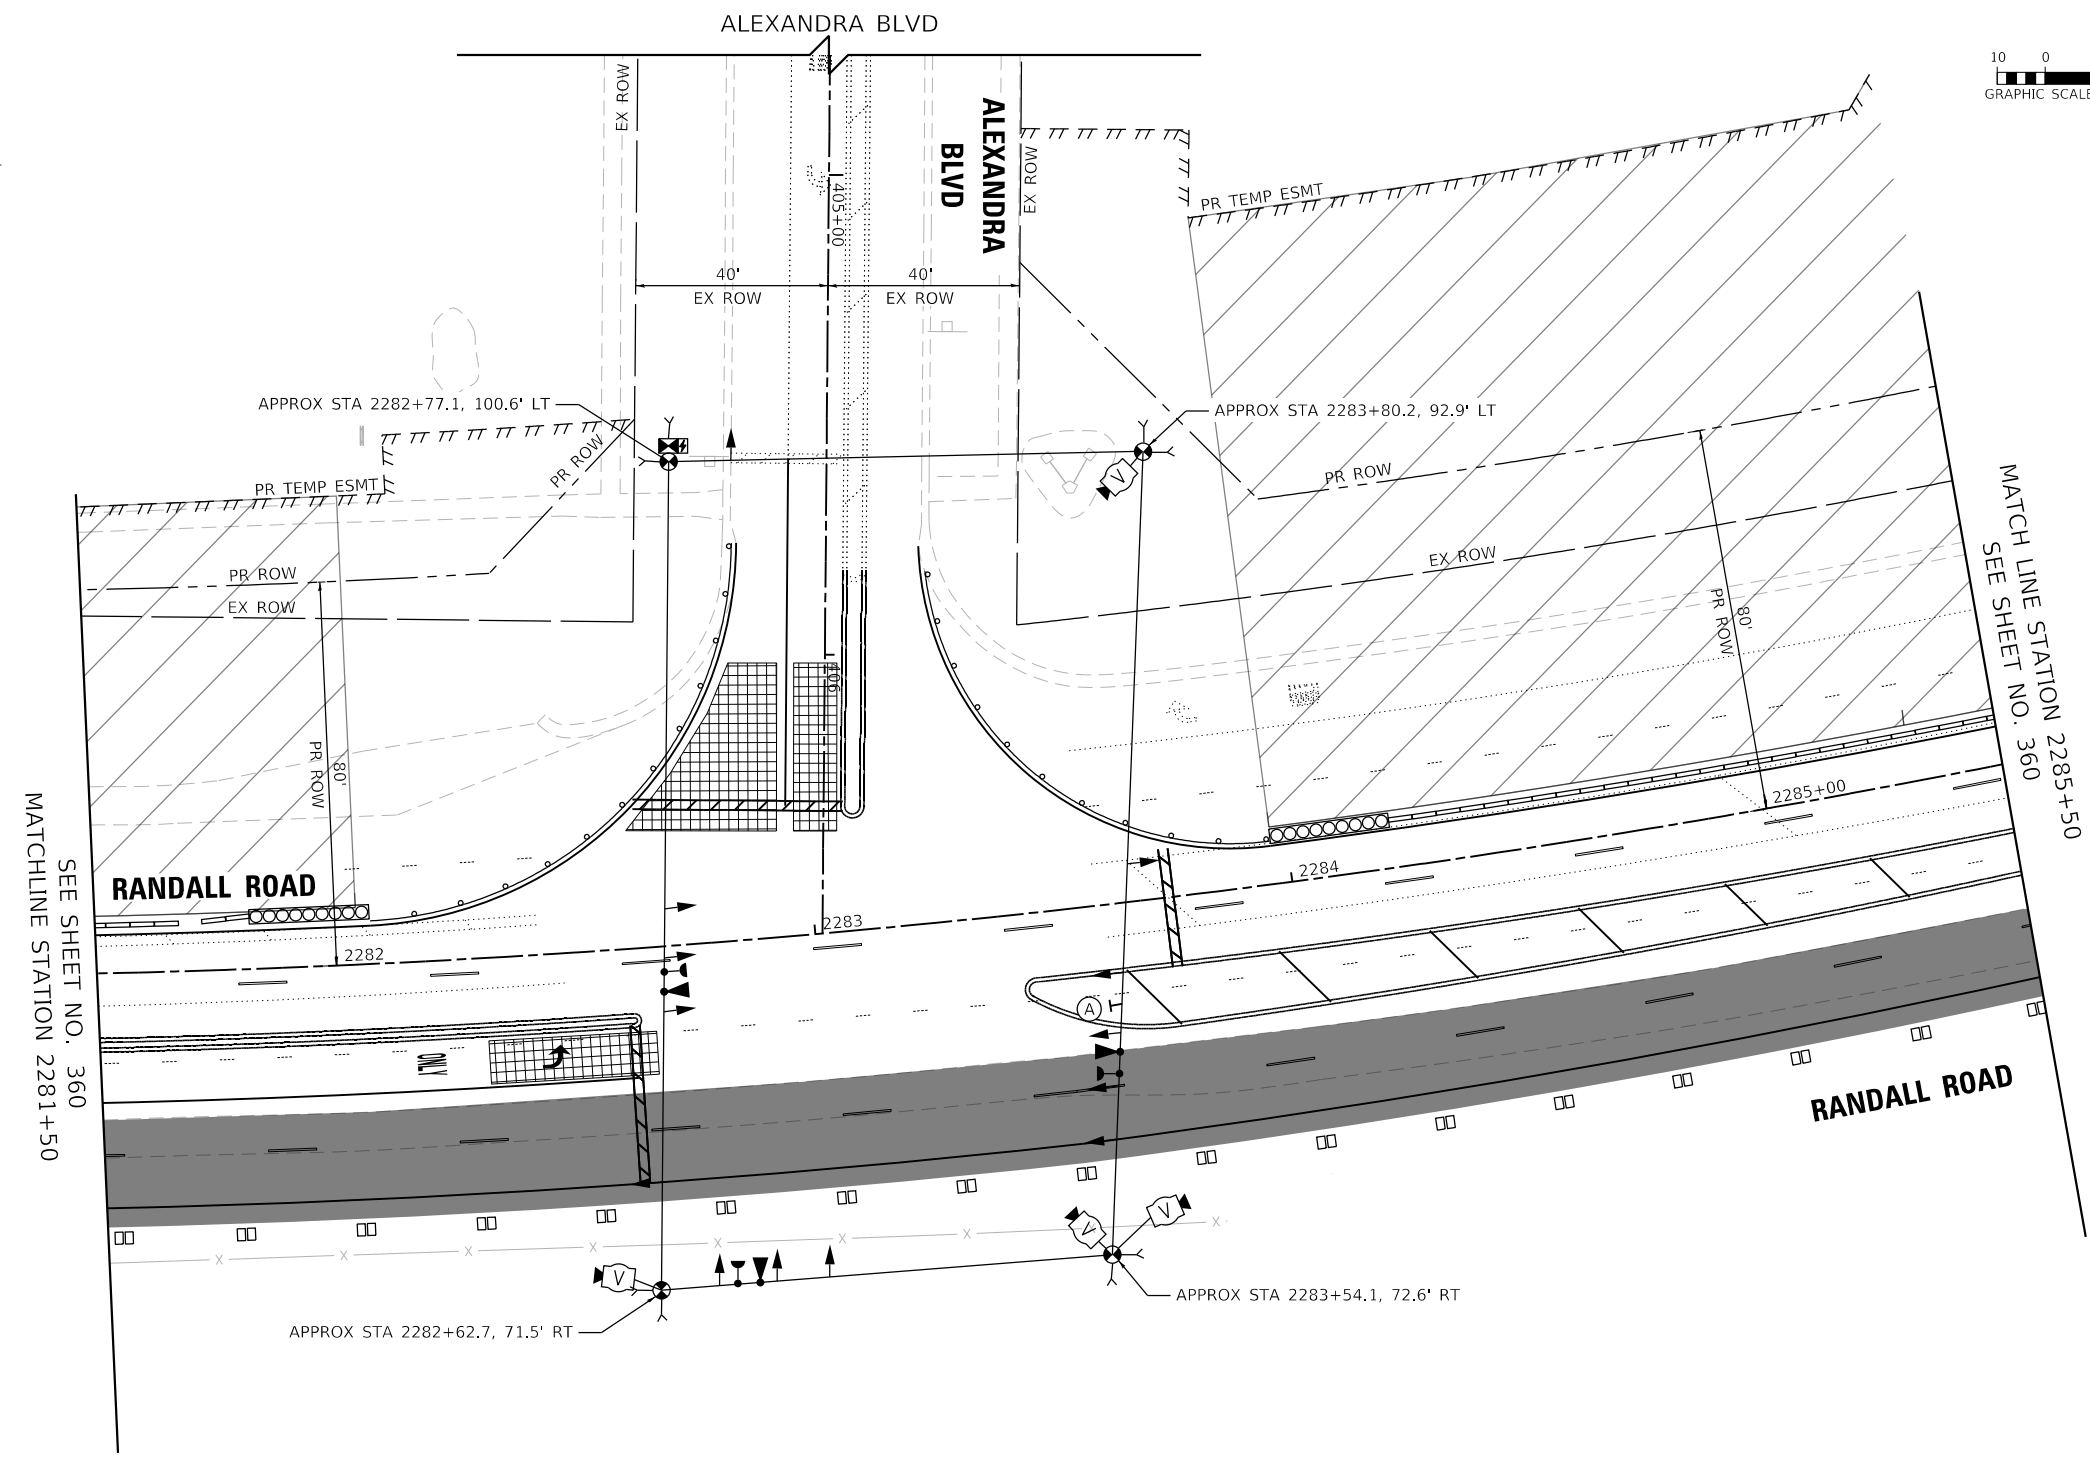 ALEXANDRA BLVD
10 0
GRAPHIC SCALE
EX ROW
ALEXANDRA
BLVD
EX ROW
405+00
PR TEMP ESMT
40' 40'
EX ROW EX ROW
APPROX STA 2282+77.1, 100.6' LT
APPROX STA 2283+80.2, 92.9' LT
PR ROW
PR TEMP ESMT
V
PR ROW
MATCH LINE STATION 2285+50
SEE SHEET NO. 360
EX ROW
PR ROW
EX ROW
80'
PR ROW
406
80'
PR ROW
2285+00
2284
RANDALL ROAD
2283
2282
SEE SHEET NO. 360
MATCHLINE STATION 2281+50
A
RANDALL ROAD
X X X X X X X X X
V V
V
APPROX STA 2283+54.1, 72.6' RT
APPROX STA 2282+62.7, 71.5' RT